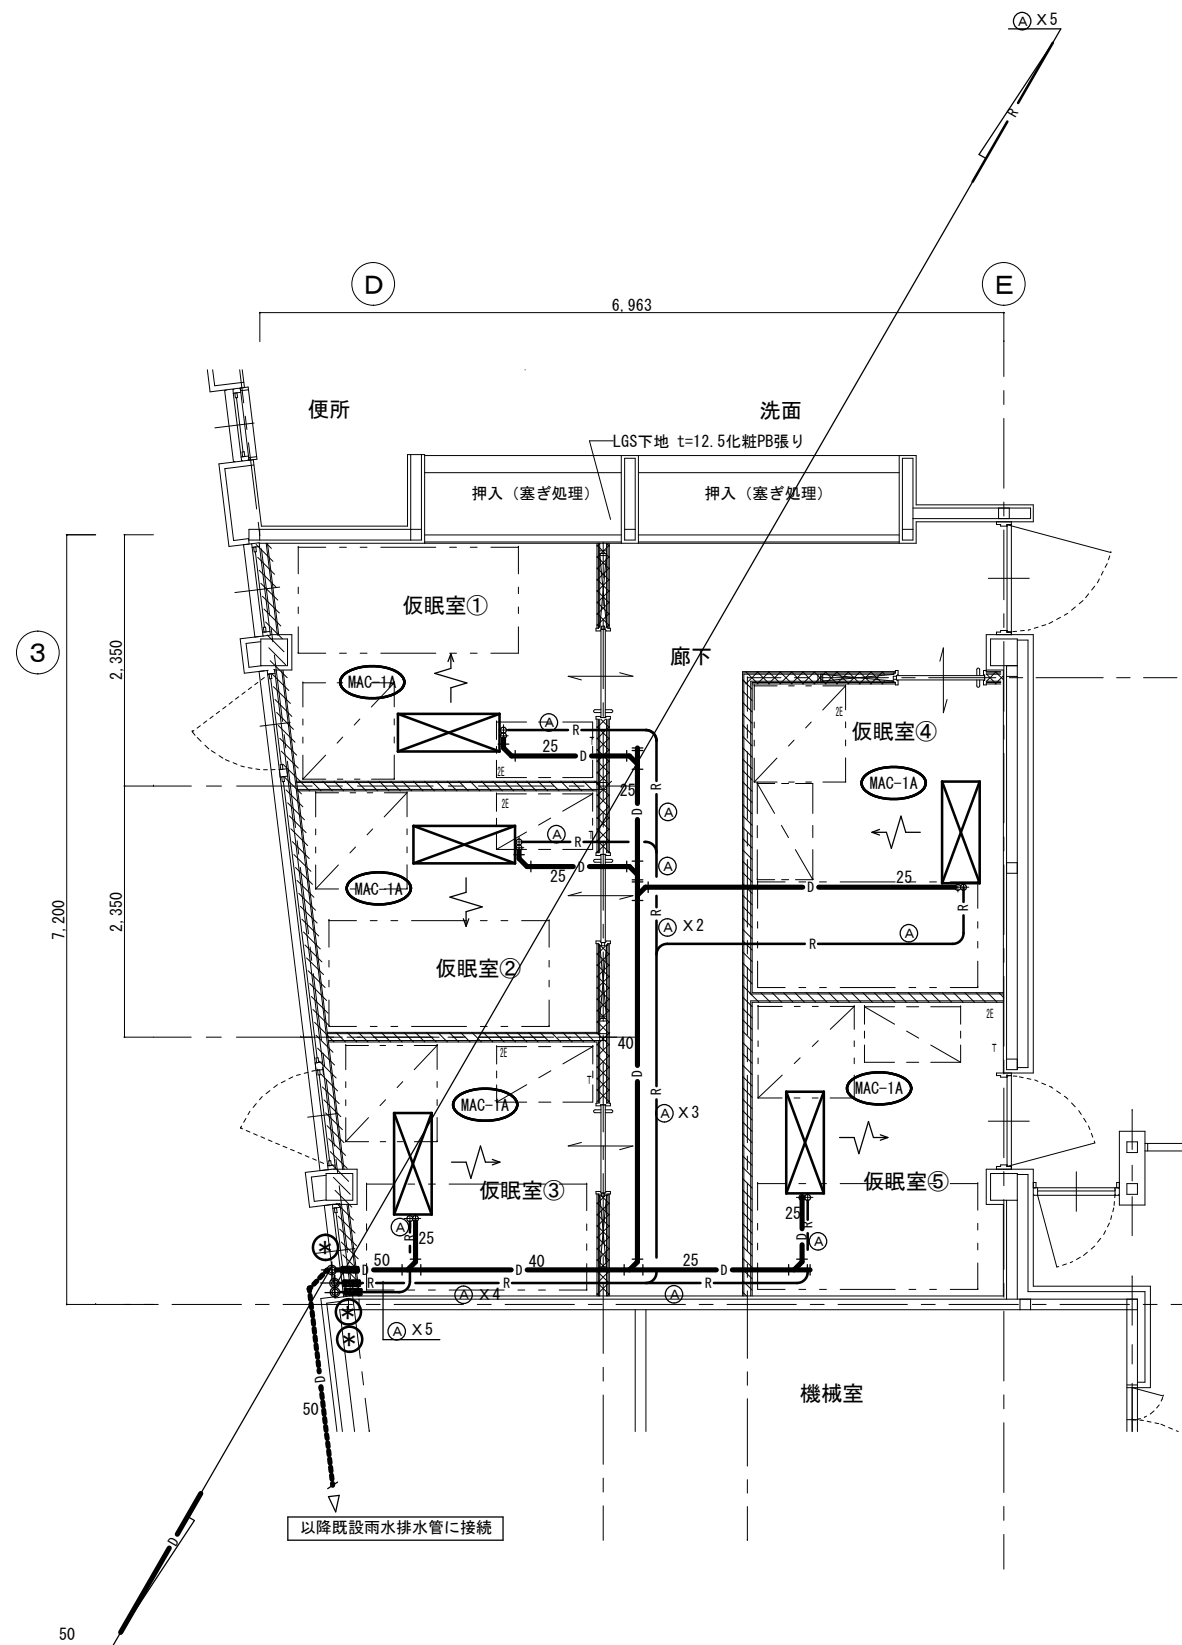 Ⓐ X5
R
D
E
6,963
便所
洗面
LGS下地 t=12.5化粧PB張り
押入（塞ぎ処理）
押入（塞ぎ処理）
3
7,200
2,350
2,350
仮眠室①
廊下
MAC-1A
2E
仮眠室④
Ⓐ
R
25
D
2E
T
MAC-1A
25
R
D
Ⓐ
2E
T
Ⓐ
R
Ⓐ
25
D
MAC-1A
D
25
R
R
Ⓐ X2
R
Ⓐ
仮眠室②
2E
T
40
D
R
2E
T
MAC-1A
MAC-1A
Ⓐ X3
仮眠室③
仮眠室⑤
Ⓐ
R
25
25
R
D
Ⓐ
50
D
40
D
25
D
R
R
R
Ⓐ X4
Ⓐ
Ⓐ X5
D
50
機械室
以降既設雨水排水管に接続
D
50